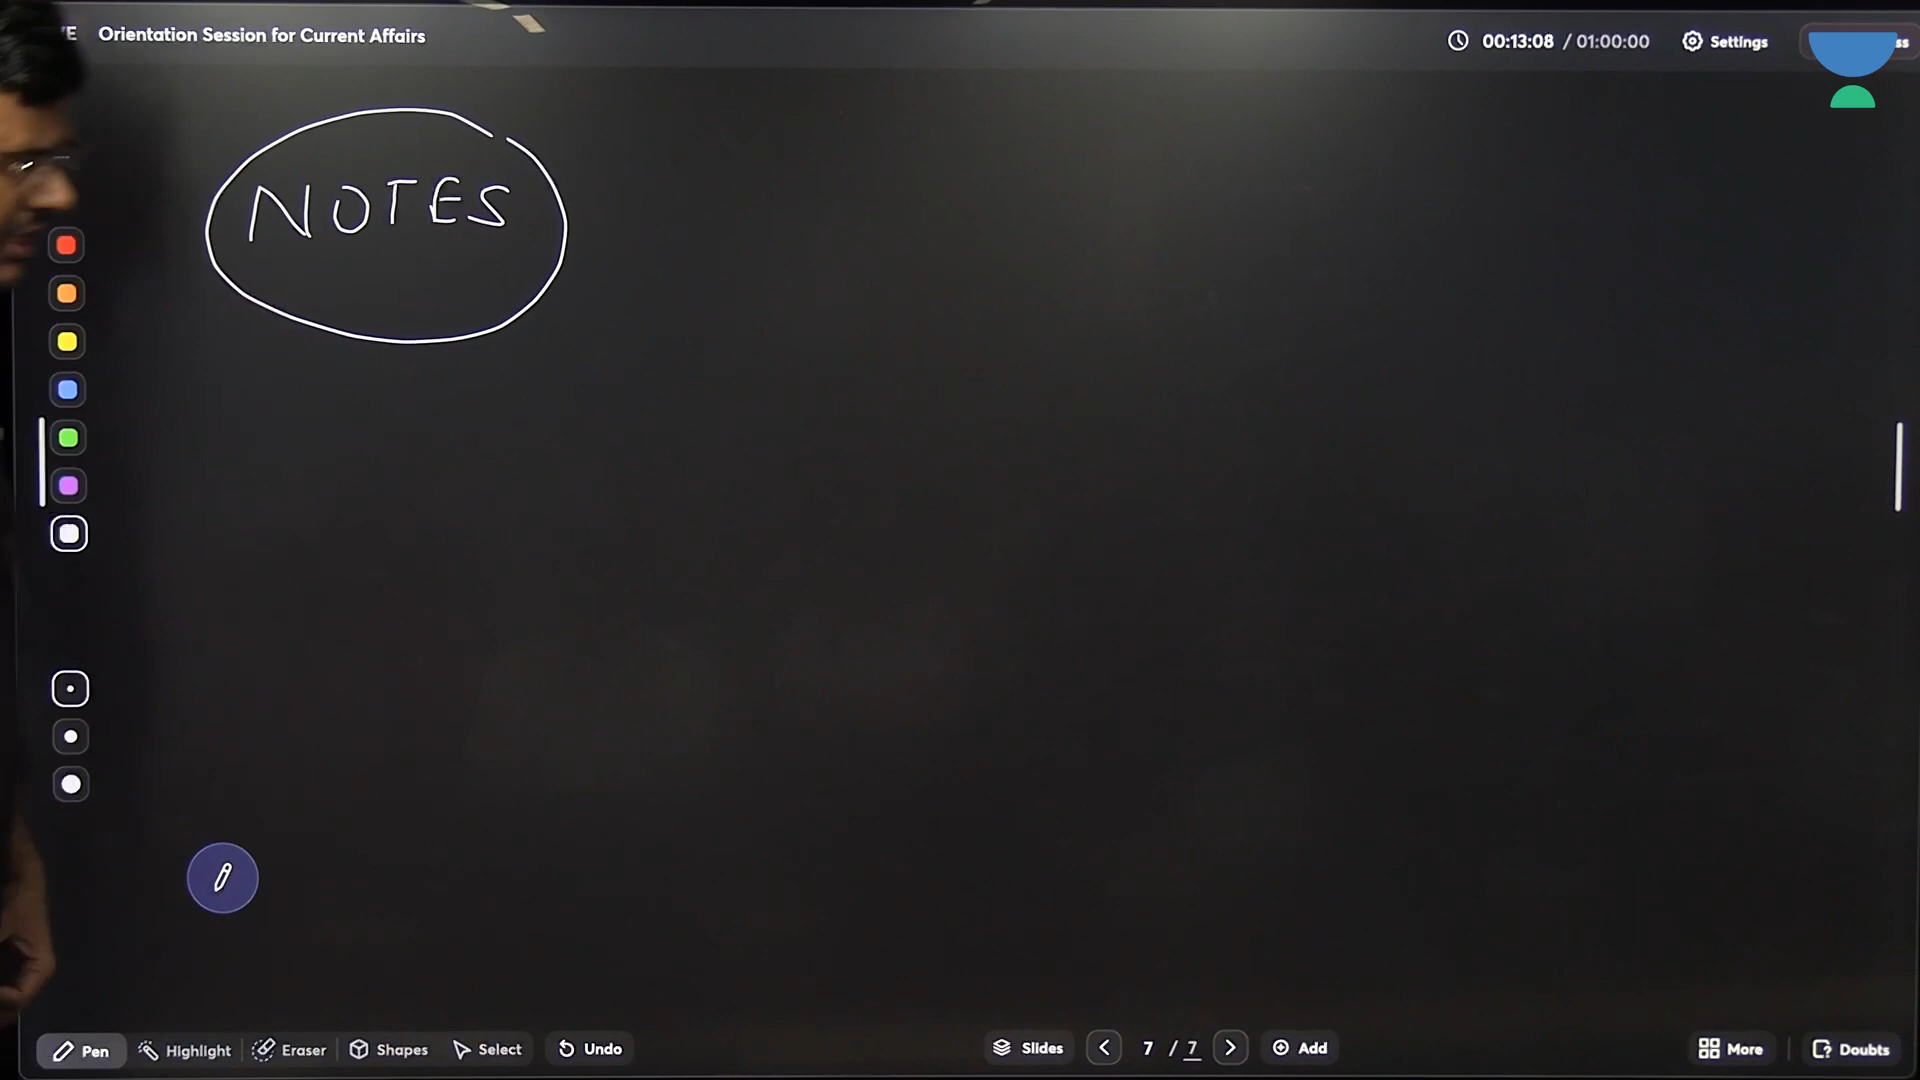 Orientation Session for Current Affairs
00:13:08 / 01:00:00
Settings
NOTES
Pen
Highlight
Eraser
Shapes
Select
Undo
Slides
7 / 7
Add
More
Doubts